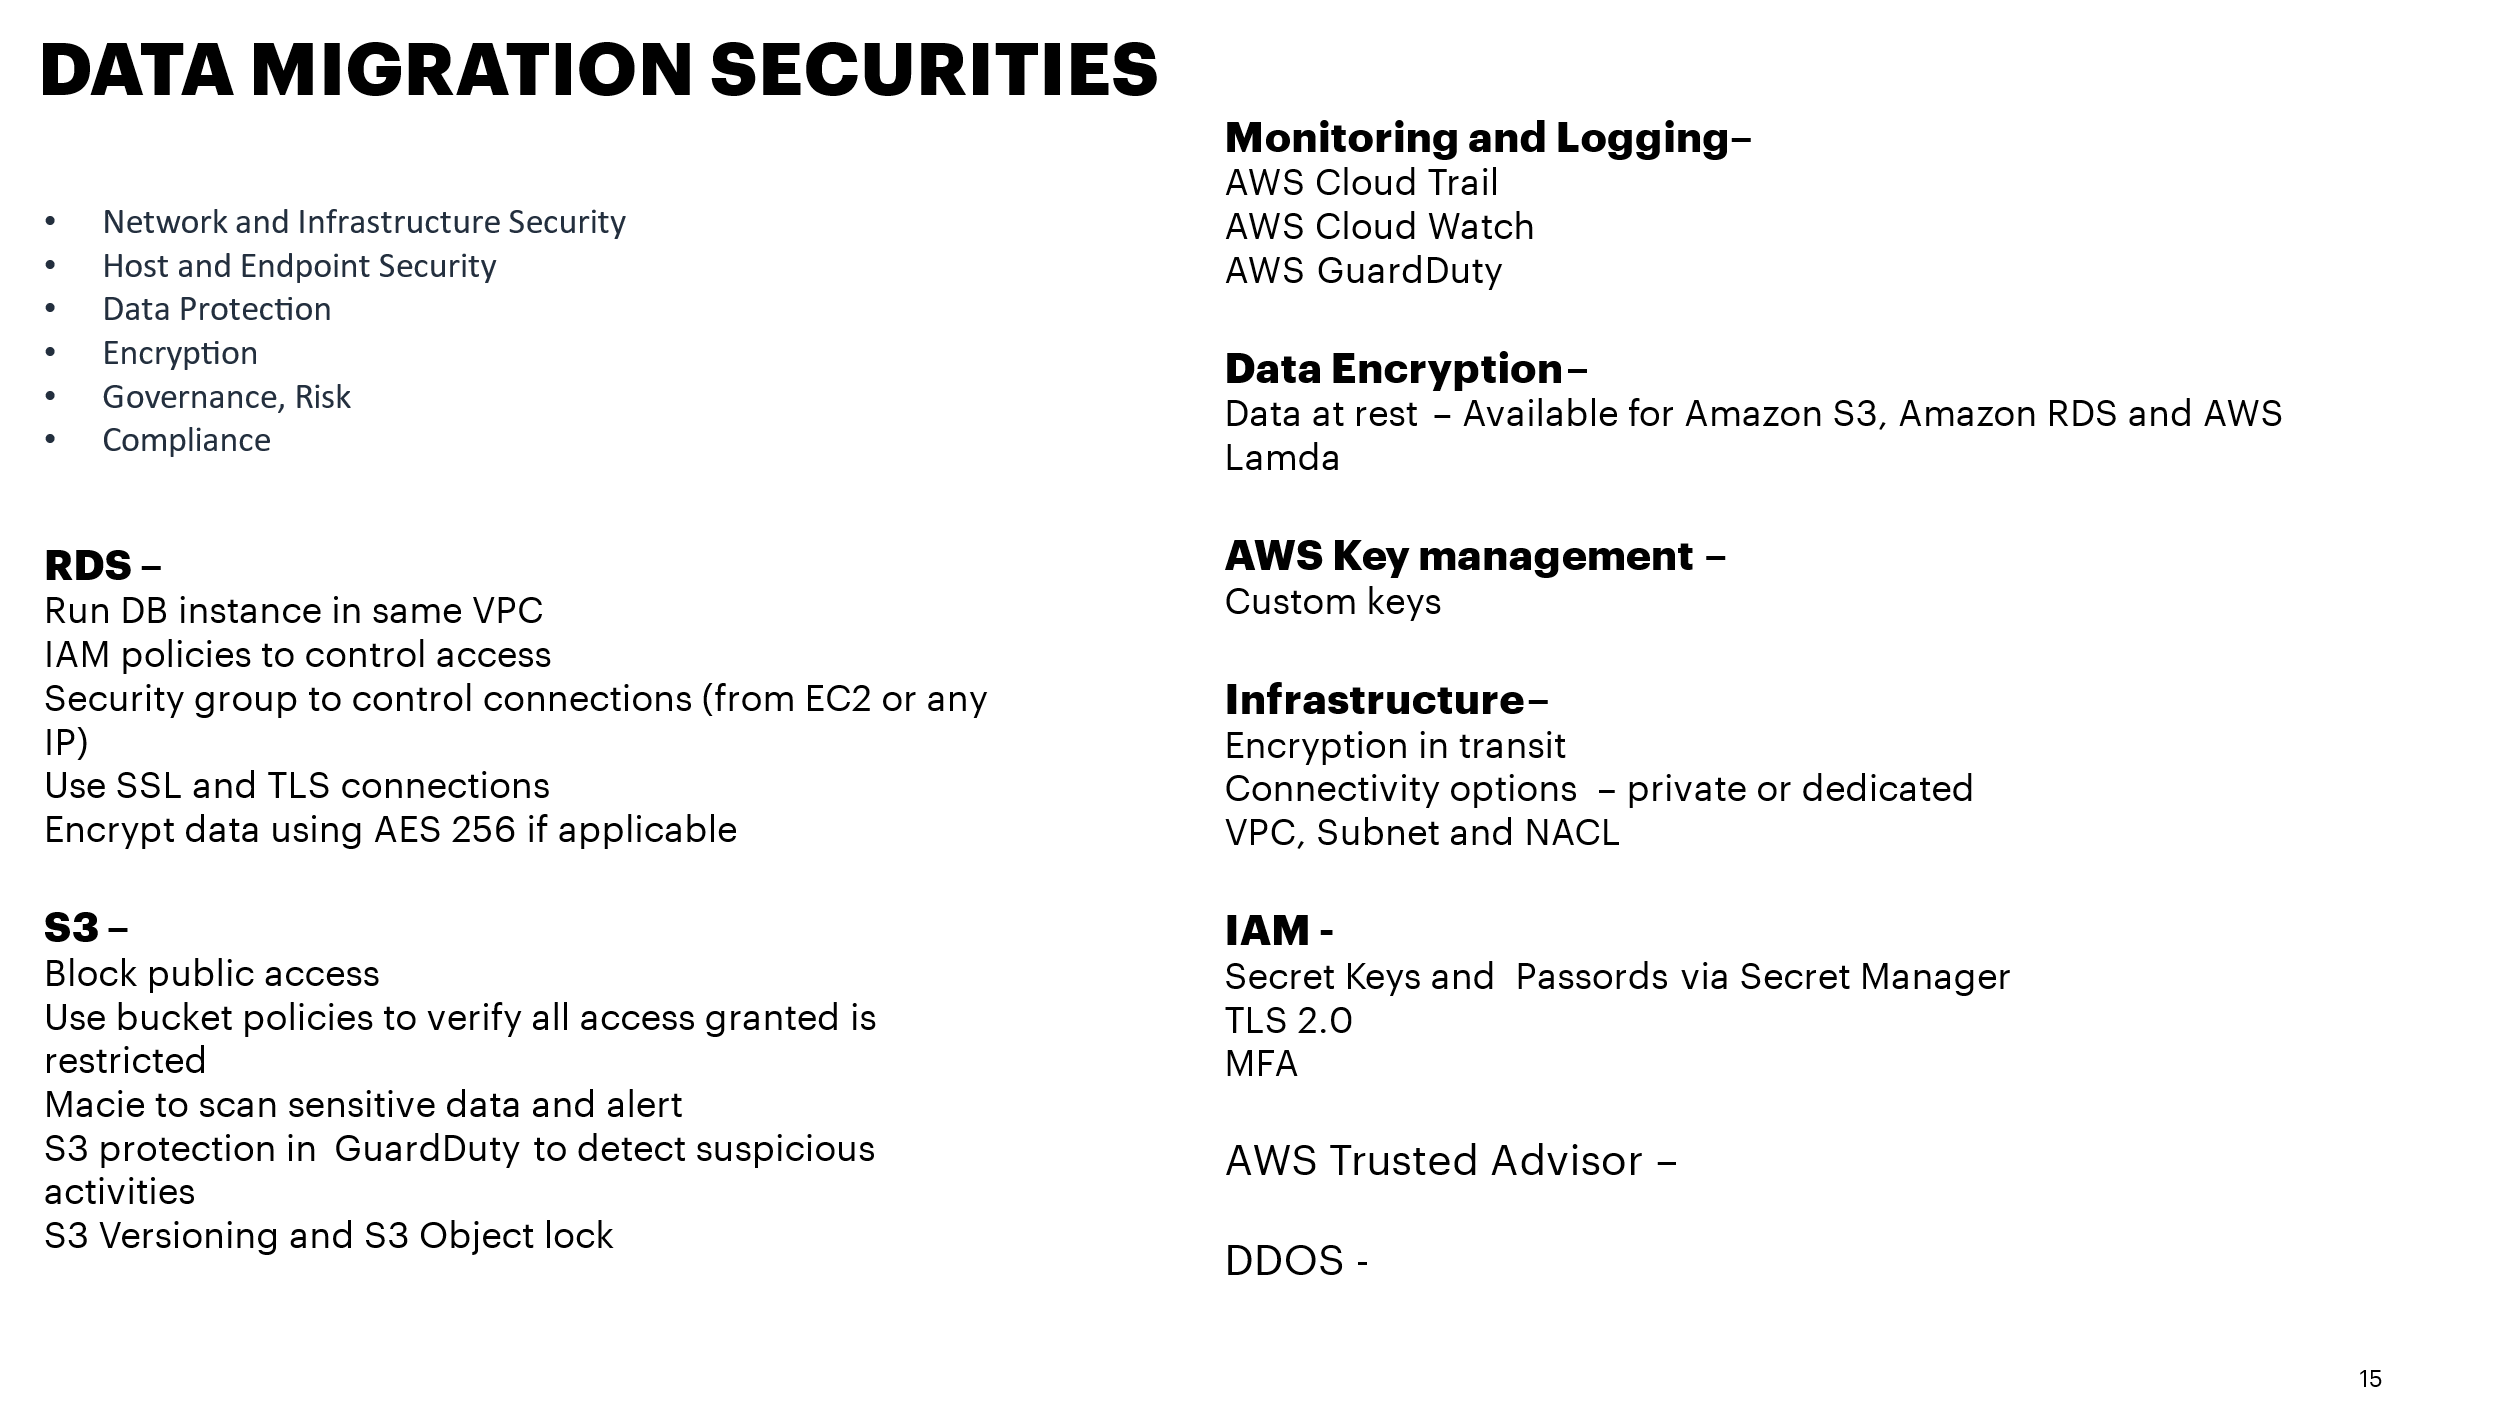 DATA MIGRATION SECURITIES
• Network and Infrastructure Security
• Host and Endpoint Security
• Data Protection
• Encryption
• Governance, Risk
• Compliance
RDS –
Run DB instance in same VPC
IAM policies to control access
Security group to control connections (from EC2 or any
IP)
Use SSL and TLS connections
Encrypt data using AES 256 if applicable
S3 –
Block public access
Use bucket policies to verify all access granted is
restricted
Macie to scan sensitive data and alert
S3 protection in GuardDuty to detect suspicious
activities
S3 Versioning and S3 Object lock
Monitoring and Logging–
AWS Cloud Trail
AWS Cloud Watch
AWS GuardDuty
Data Encryption–
Data at rest – Available for Amazon S3, Amazon RDS and AWS
Lamda
AWS Key management –
Custom keys
Infrastructure–
Encryption in transit
Connectivity options – private or dedicated
VPC, Subnet and NACL
IAM -
Secret Keys and Passords via Secret Manager
TLS 2.0
MFA
AWS Trusted Advisor –
DDOS -
15